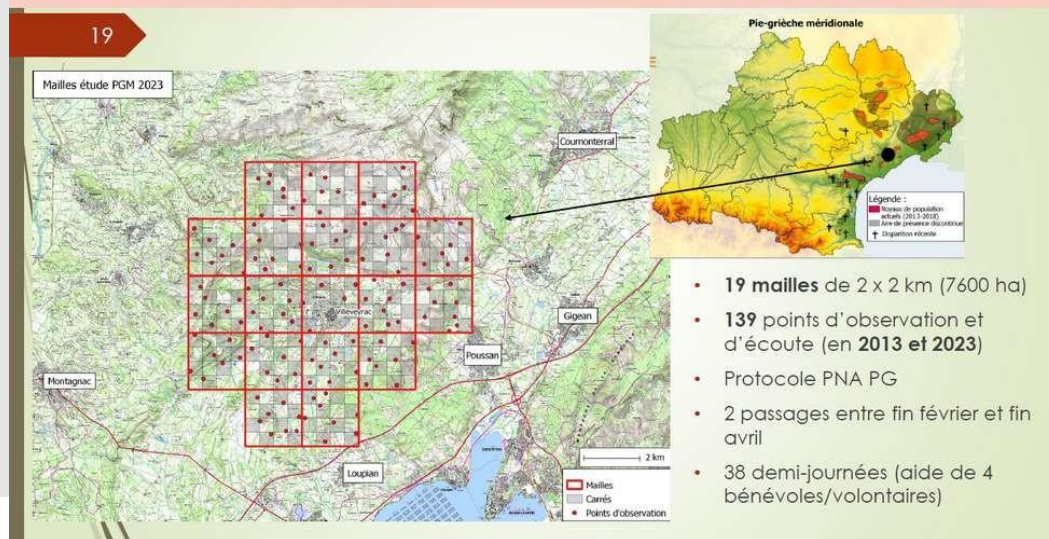 19
Mailles étude PGM 2023
Cournonterral
Villeveyrac
Gigean
Poussan
Montagnac
Loupian
2 km
Mailles
Carrés
Points d'observation
Pie-grièche méridionale
Légende :
Noyaux de population
actuels (2013-2018)
Aire de présence discontinue
Disparition récente
• 19 mailles de 2 x 2 km (7600 ha)
• 139 points d'observation et
d'écoute (en 2013 et 2023)
• Protocole PNA PG
• 2 passages entre fin février et fin
avril
• 38 demi-journées (aide de 4
bénévoles/volontaires)